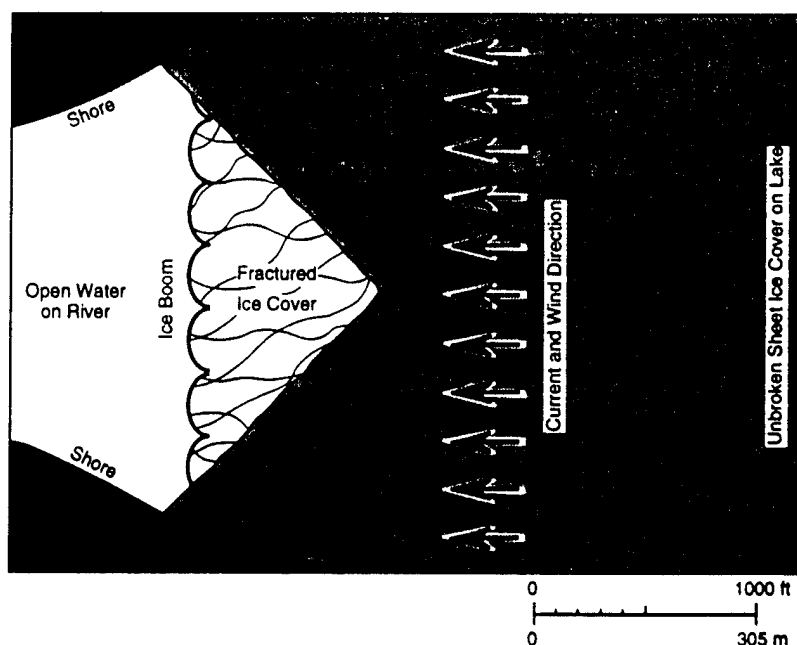 Shore
Open Water
on River
Ice Boom
Fractured
Ice Cover
Shore
Current and Wind Direction
Unbroken Sheet Ice Cover on Lake
0 1000 ft
0 305 m